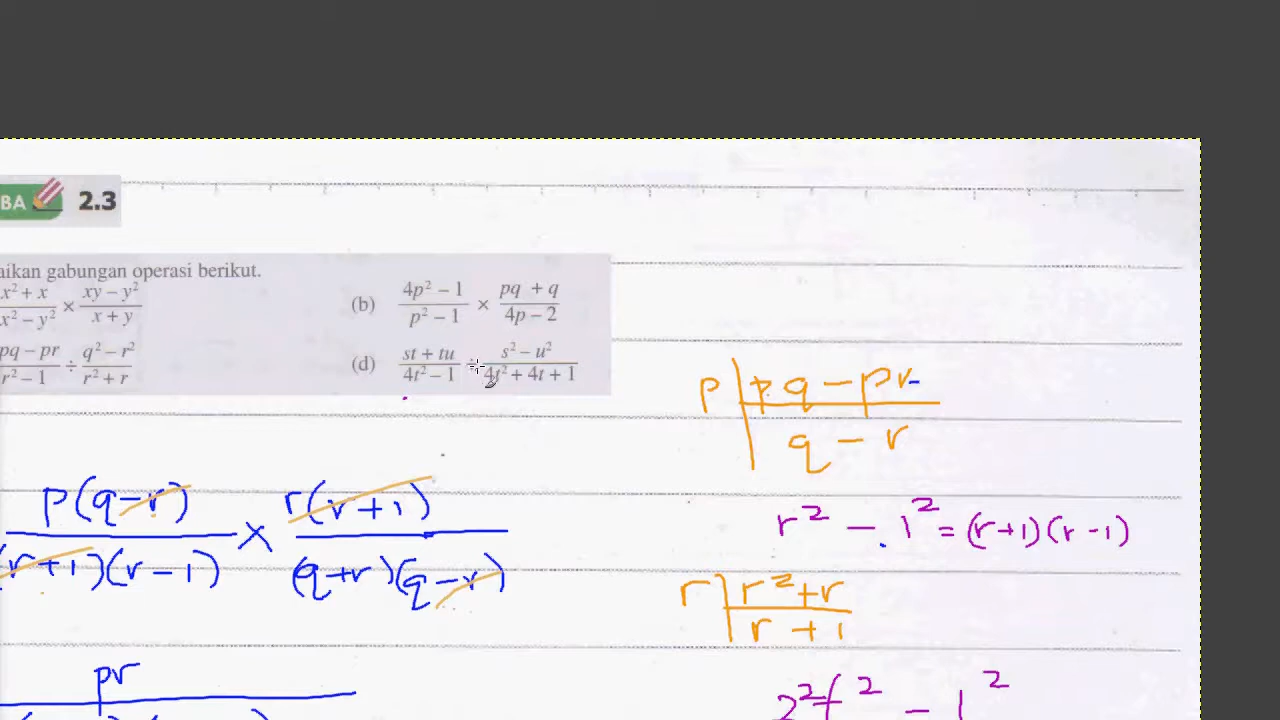 BA 2.3
aikan gabungan operasi berikut.
x² + x / x² – y² × xy – y² / x + y
(b) 4p² – 1 / p² – 1 × pq + q / 4p – 2
pq – pr / r² – 1 ÷ q² – r² / r² + r
(d) st + tu / 4t² – 1 ÷ s² – u² / 4t² + 4t + 1
p | pq – pr
q – r
p(q–r) / (r+1)(r–1) × r(r+1) / (q+r)(q–r)
r² – 1² = (r+1)(r–1)
r | r² + r
r + 1
pr
2²t² – 1²